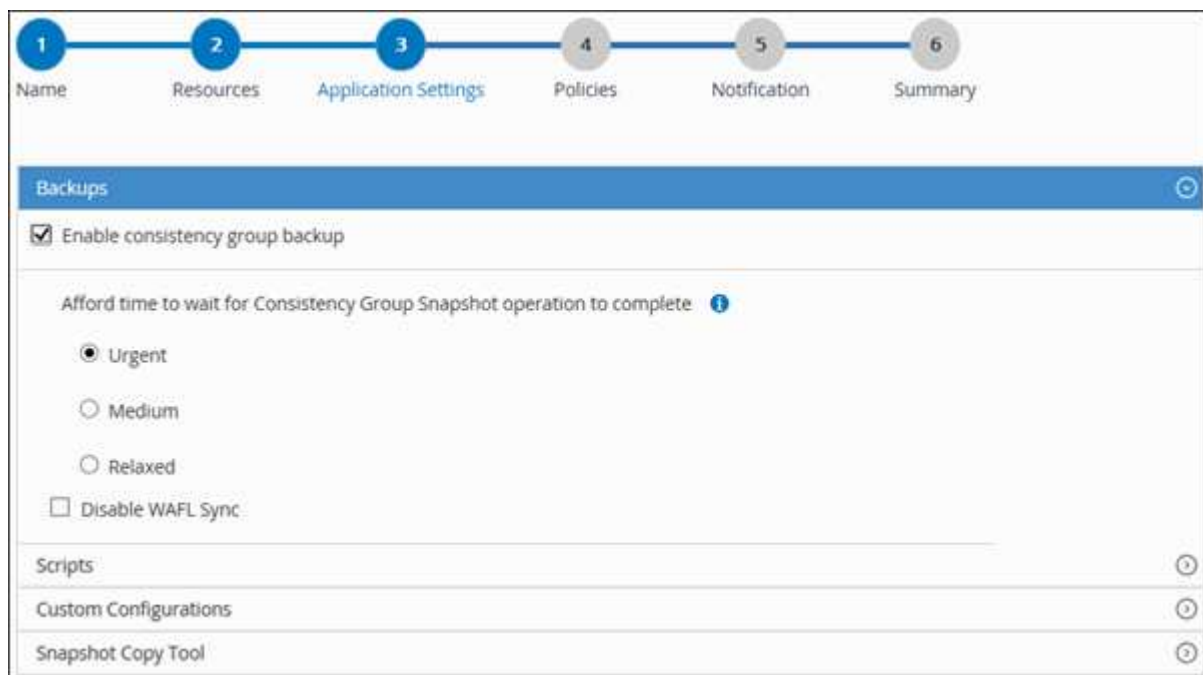 1 2 3 4 5 6
Name Resources Application Settings Policies Notification Summary
Backups
Enable consistency group backup
Afford time to wait for Consistency Group Snapshot operation to complete
Urgent
Medium
Relaxed
Disable WAFL Sync
Scripts
Custom Configurations
Snapshot Copy Tool